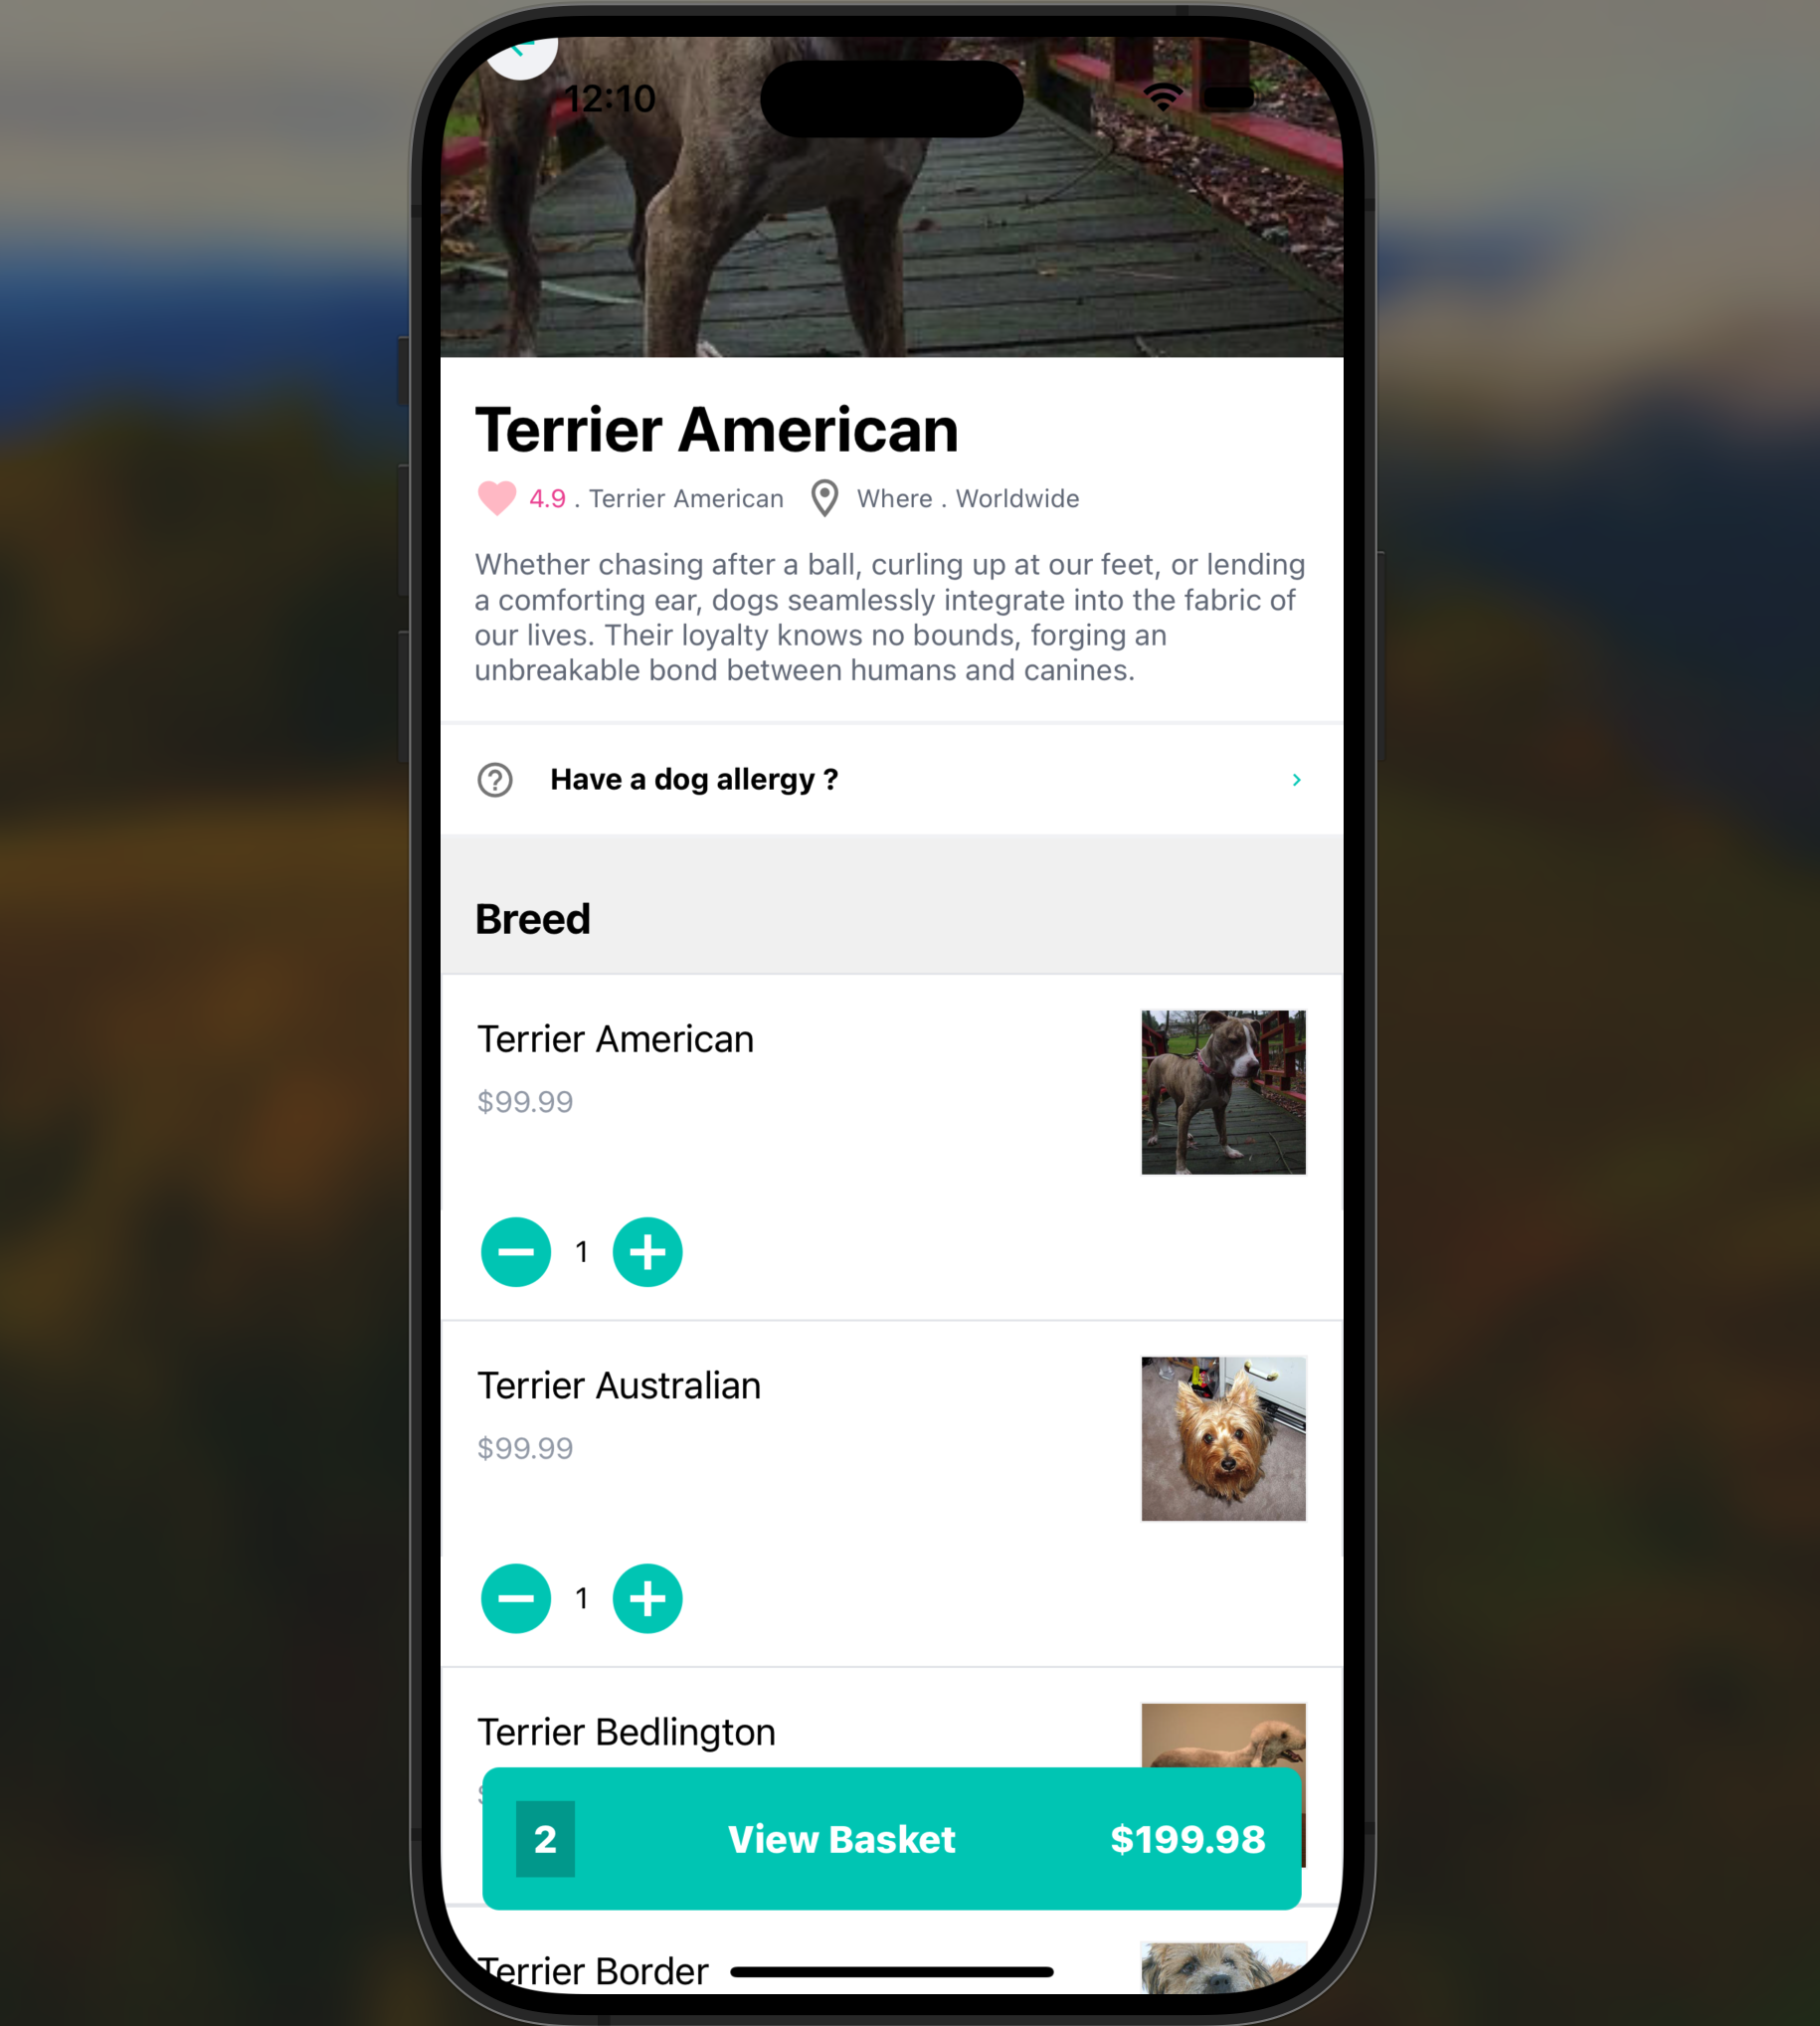 12:10
Terrier American
4.9 . Terrier American Where . Worldwide
Whether chasing after a ball, curling up at our feet, or lending
a comforting ear, dogs seamlessly integrate into the fabric of
our lives. Their loyalty knows no bounds, forging an
unbreakable bond between humans and canines.
Have a dog allergy ?
Breed
Terrier American
$99.99
1
Terrier Australian
$99.99
1
Terrier Bedlington
2 View Basket $199.98
Terrier Border